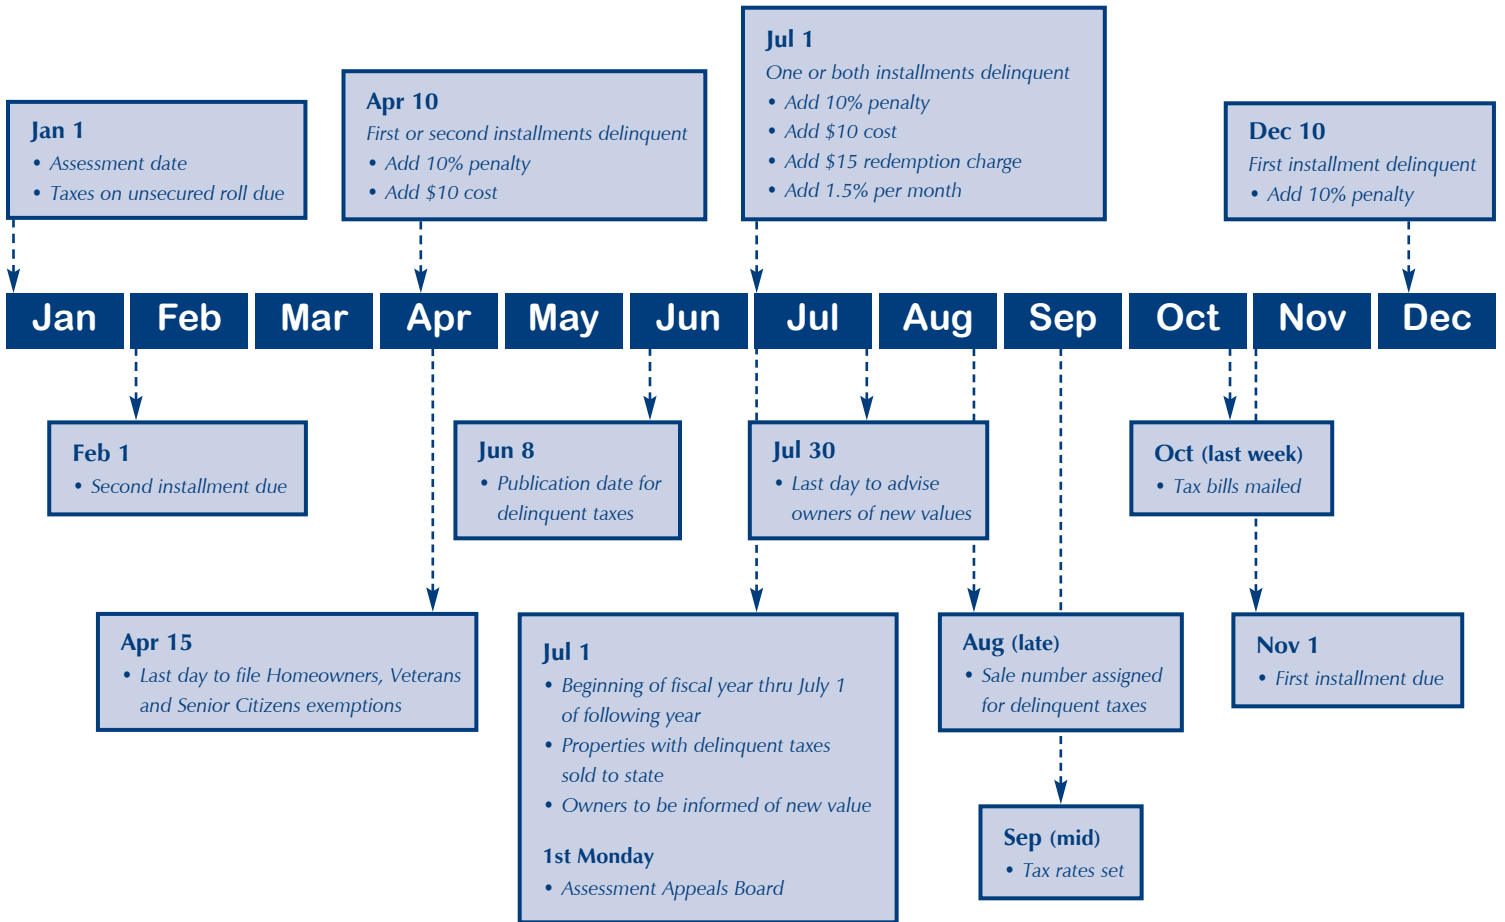 Jan 1
• Assessment date
• Taxes on unsecured roll due
Apr 10
First or second installments delinquent
• Add 10% penalty
• Add $10 cost
Jul 1
One or both installments delinquent
• Add 10% penalty
• Add $10 cost
• Add $15 redemption charge
• Add 1.5% per month
Dec 10
First installment delinquent
• Add 10% penalty
Jan Feb Mar Apr May Jun Jul Aug Sep Oct Nov Dec
Feb 1
• Second installment due
Jun 8
• Publication date for
delinquent taxes
Jul 30
• Last day to advise
owners of new values
Oct (last week)
• Tax bills mailed
Apr 15
• Last day to file Homeowners, Veterans
and Senior Citizens exemptions
Jul 1
• Beginning of fiscal year thru July 1
of following year
• Properties with delinquent taxes
sold to state
• Owners to be informed of new value
1st Monday
• Assessment Appeals Board
Aug (late)
• Sale number assigned
for delinquent taxes
Nov 1
• First installment due
Sep (mid)
• Tax rates set